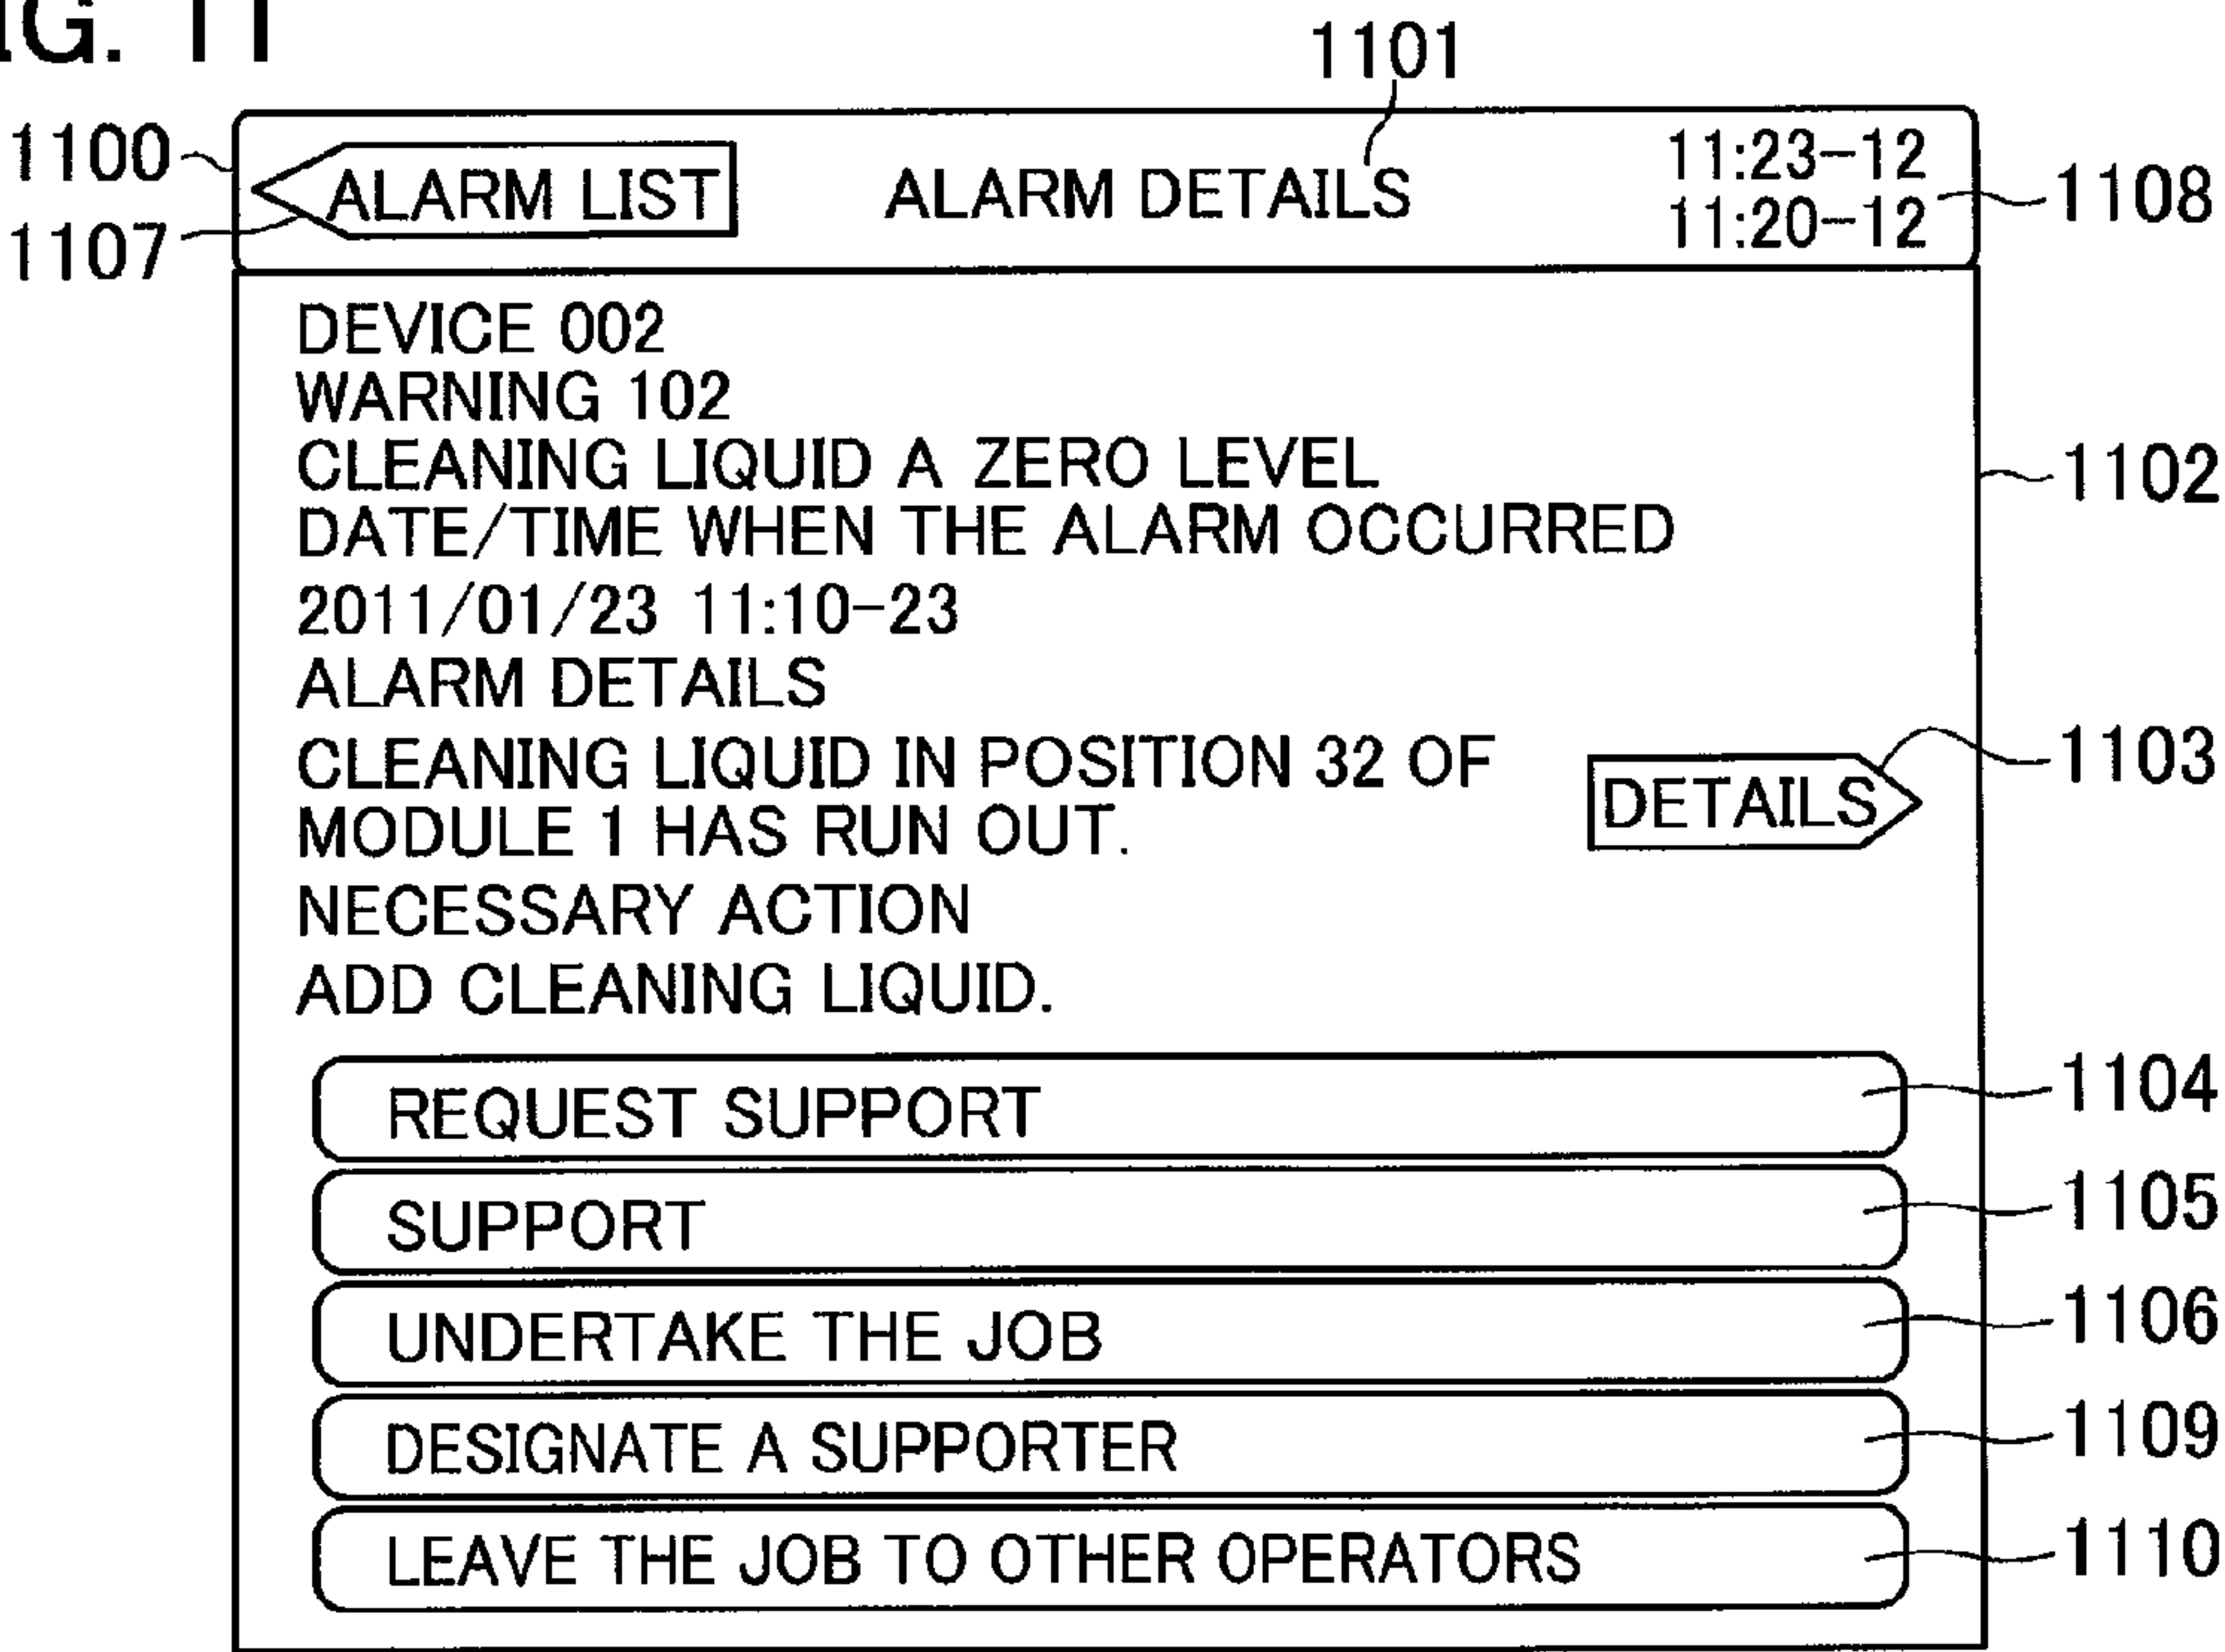 IG. 11
1101
1100
ALARM LIST
ALARM DETAILS
11:23-12
11:20-12
1108
1107
DEVICE 002
WARNING 102
CLEANING LIQUID A ZERO LEVEL
1102
DATE/TIME WHEN THE ALARM OCCURRED
2011/01/23 11:10-23
ALARM DETAILS
CLEANING LIQUID IN POSITION 32 OF
MODULE 1 HAS RUN OUT.
DETAILS
1103
NECESSARY ACTION
ADD CLEANING LIQUID.
REQUEST SUPPORT
1104
SUPPORT
1105
UNDERTAKE THE JOB
1106
DESIGNATE A SUPPORTER
1109
LEAVE THE JOB TO OTHER OPERATORS
1110